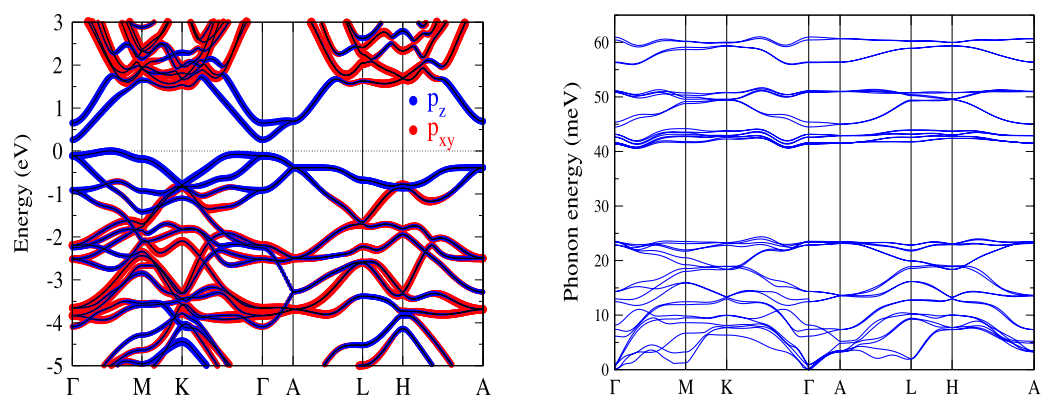 3
2
1
0
-1
-2
-3
-4
-5
Energy (eV)
p_z
p_xy
Γ M K Γ A L H A
60
50
40
30
20
10
0
Phonon energy (meV)
Γ M K Γ A L H A